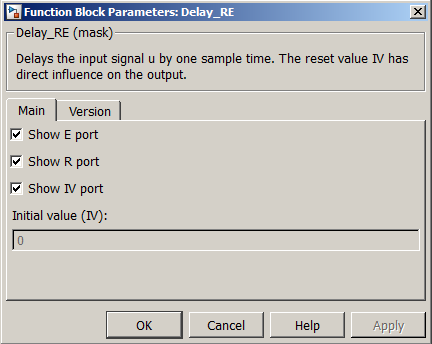 Function Block Parameters: Delay_RE
Delay_RE (mask)
Delays the input signal u by one sample time. The reset value IV has
direct influence on the output.
Main Version
Show E port
Show R port
Show IV port
Initial value (IV):
0
OK Cancel Help Apply